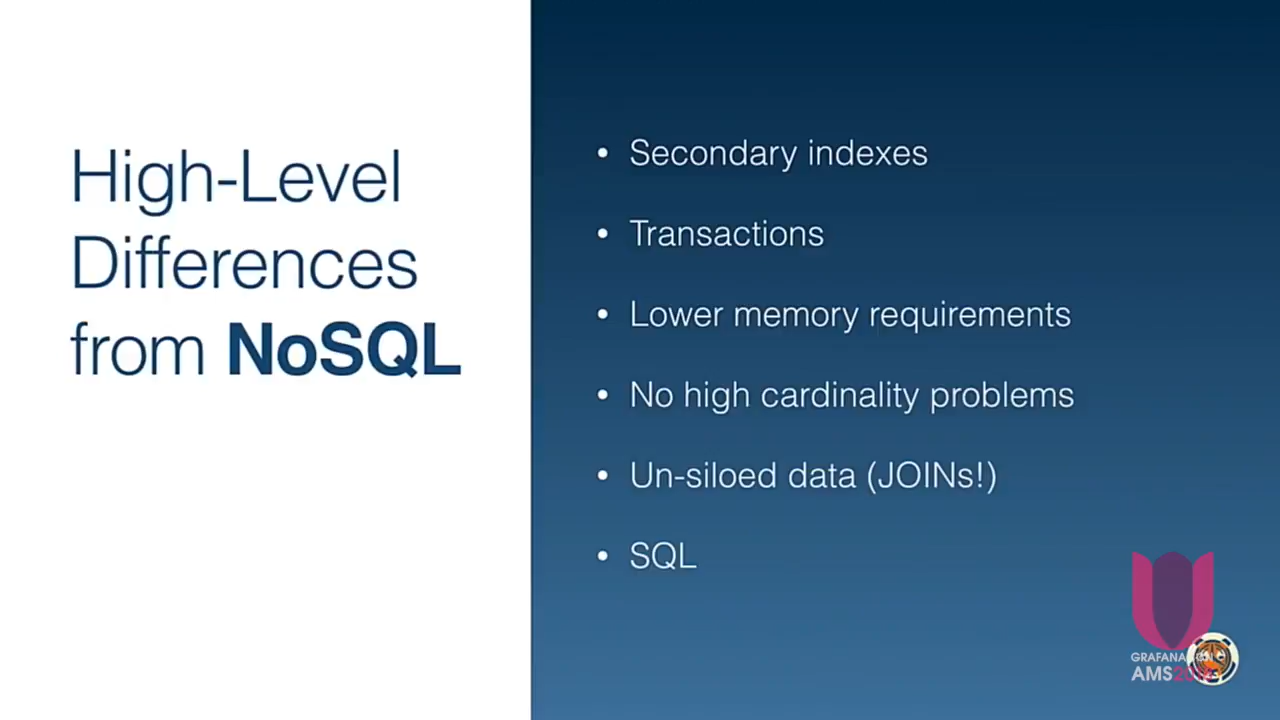 High-Level
Differences
from NoSQL
• Secondary indexes
• Transactions
• Lower memory requirements
• No high cardinality problems
• Un-siloed data (JOINs!)
• SQL
AMS